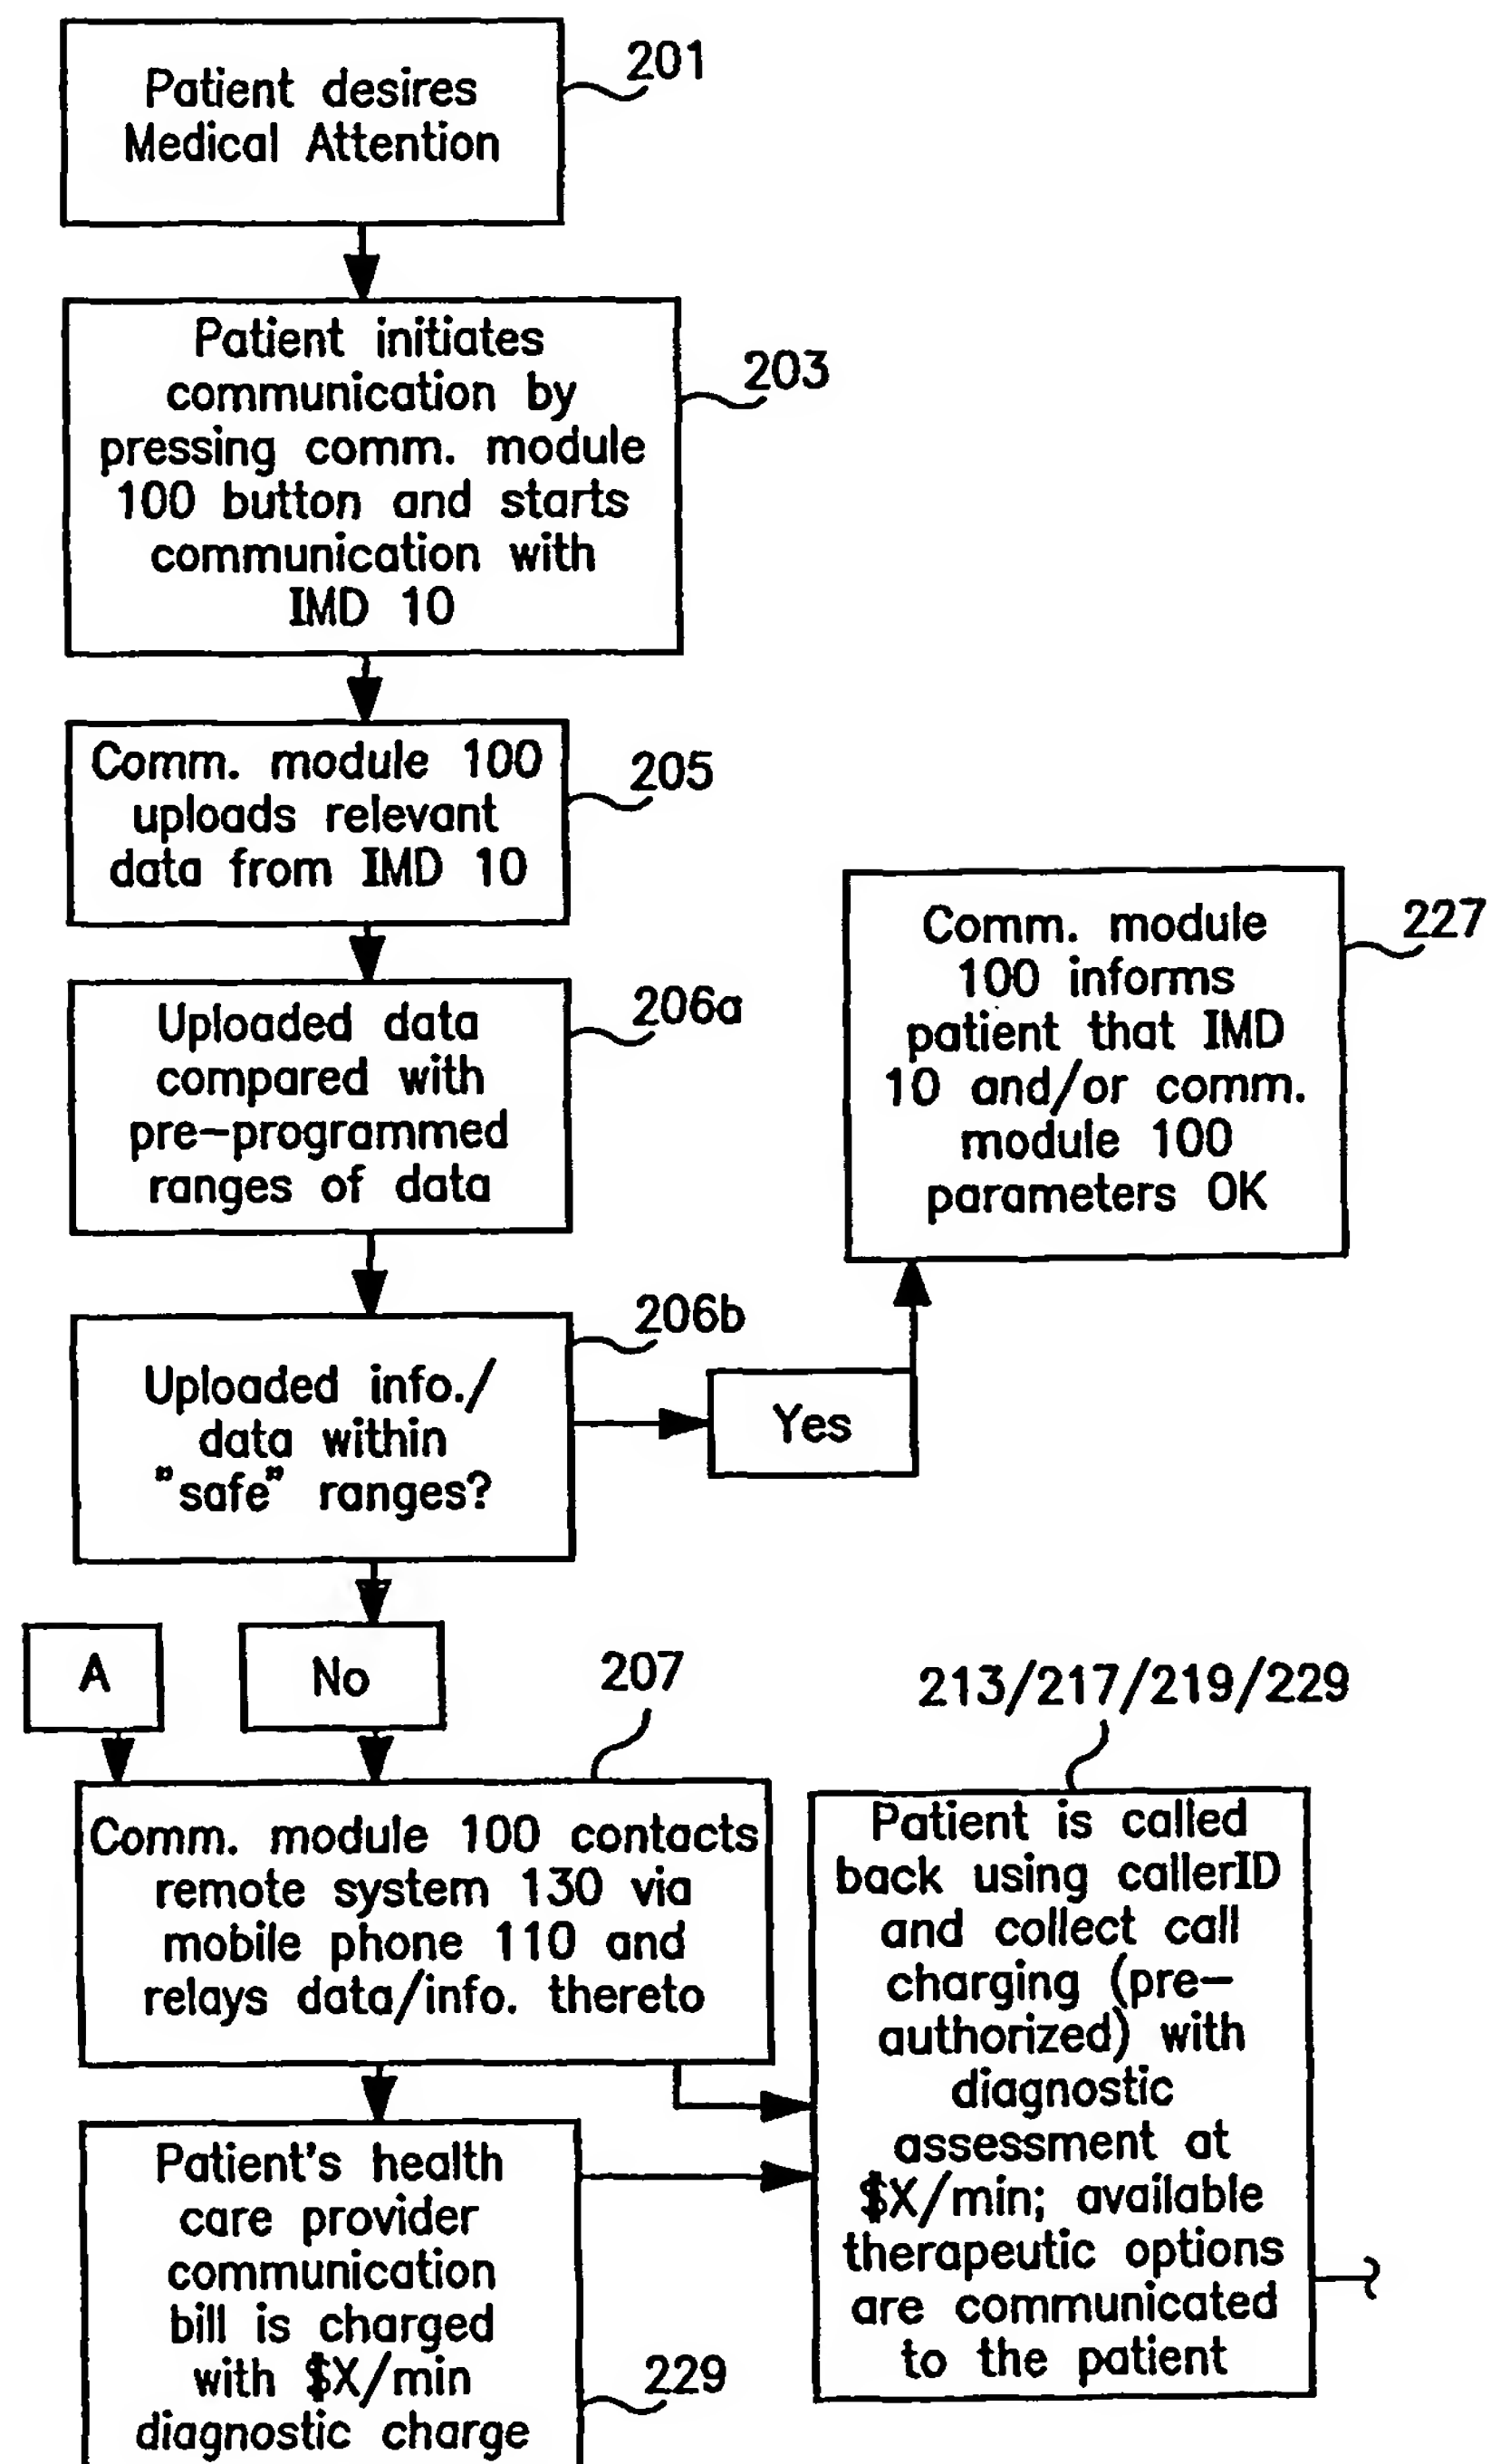 Patient desires
Medical Attention
201
Patient initiates
communication by
pressing comm. module
100 button and starts
communication with
IMD 10
203
Comm. module 100
uploads relevant
data from IMD 10
205
Uploaded data
compared with
pre-programmed
ranges of data
206a
Comm. module
100 informs
patient that IMD
10 and/or comm.
module 100
parameters OK
227
Uploaded info./
data within
"safe" ranges?
206b
Yes
A
No
207
Comm. module 100 contacts
remote system 130 via
mobile phone 110 and
relays data/info. thereto
213/217/219/229
Patient is called
back using callerID
and collect call
charging (pre-
authorized) with
diagnostic
assessment at
$X/min; available
therapeutic options
are communicated
to the patient
Patient's health
care provider
communication
bill is charged
with $X/min
diagnostic charge
229